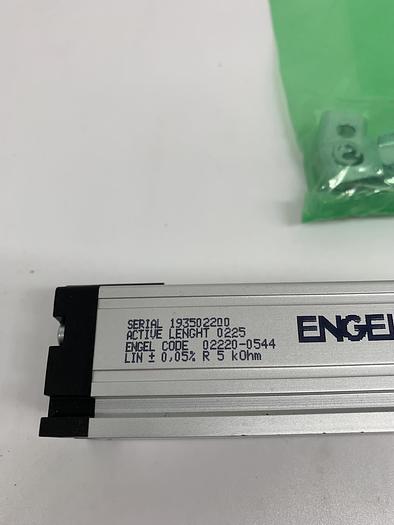 SERIAL 193502200
ACTIVE LENGHT 0225
ENGEL CODE 02220-0544
LIN ± 0,05% R 5 kOhm
ENGEL